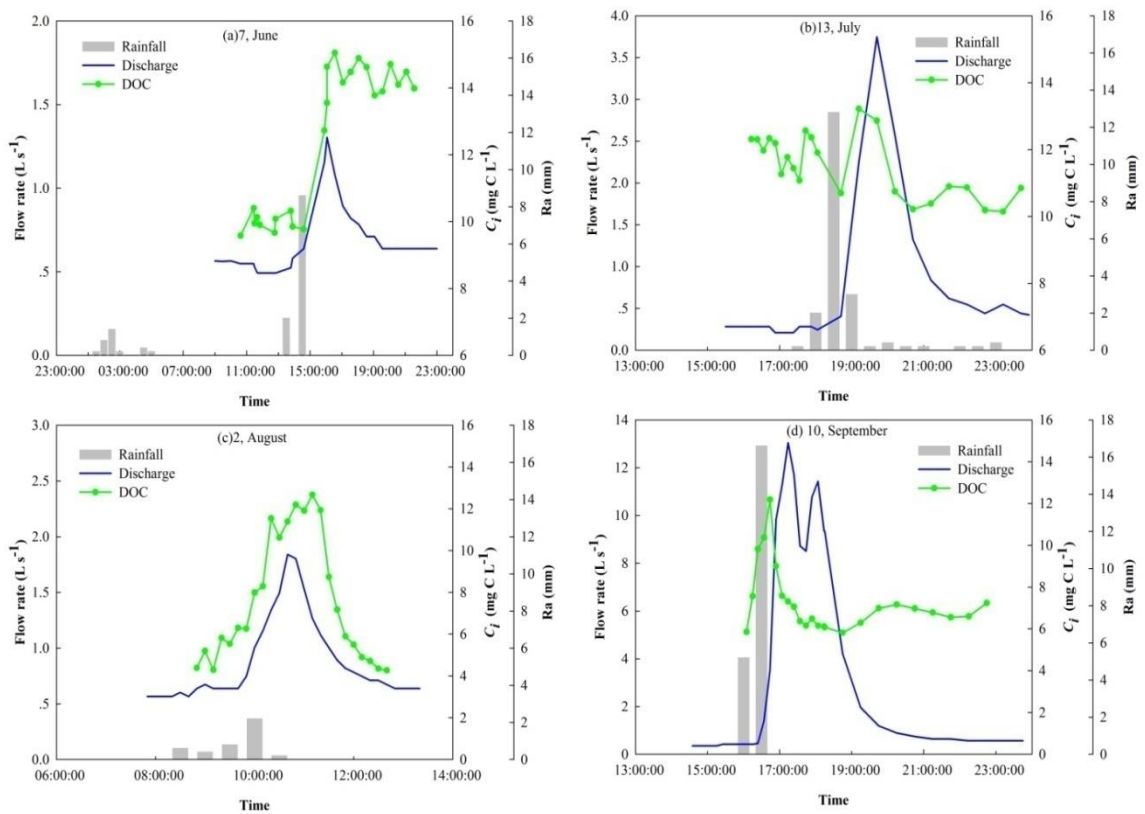 (a)7, June
Rainfall
Discharge
DOC
Flow rate (L s-1)
2.0
1.5
1.0
.5
0.0
16
14
12
10
8
6
Ci (mg C L-1)
18
16
14
12
10
8
6
4
2
0
Ra (mm)
23:00:00 03:00:00 07:00:00 11:00:00 15:00:00 19:00:00 23:00:00
Time
(b)13, July
Rainfall
Discharge
DOC
Flow rate (L s-1)
4.0
3.5
3.0
2.5
2.0
1.5
1.0
.5
0.0
16
14
12
10
8
6
Ci (mg C L-1)
18
16
14
12
10
8
6
4
2
0
Ra (mm)
13:00:00 15:00:00 17:00:00 19:00:00 21:00:00 23:00:00
Time
(c)2, August
Rainfall
Discharge
DOC
Flow rate (L s-1)
3.0
2.5
2.0
1.5
1.0
.5
0.0
16
14
12
10
8
6
4
2
0
Ci (mg C L-1)
18
16
14
12
10
8
6
4
2
0
Ra (mm)
06:00:00 08:00:00 10:00:00 12:00:00 14:00:00
Time
(d) 10, September
Rainfall
Discharge
DOC
Flow rate (L s-1)
14
12
10
8
6
4
2
0
16
14
12
10
8
6
4
2
0
Ci (mg C L-1)
18
16
14
12
10
8
6
4
2
0
Ra (mm)
13:00:00 15:00:00 17:00:00 19:00:00 21:00:00 23:00:00
Time